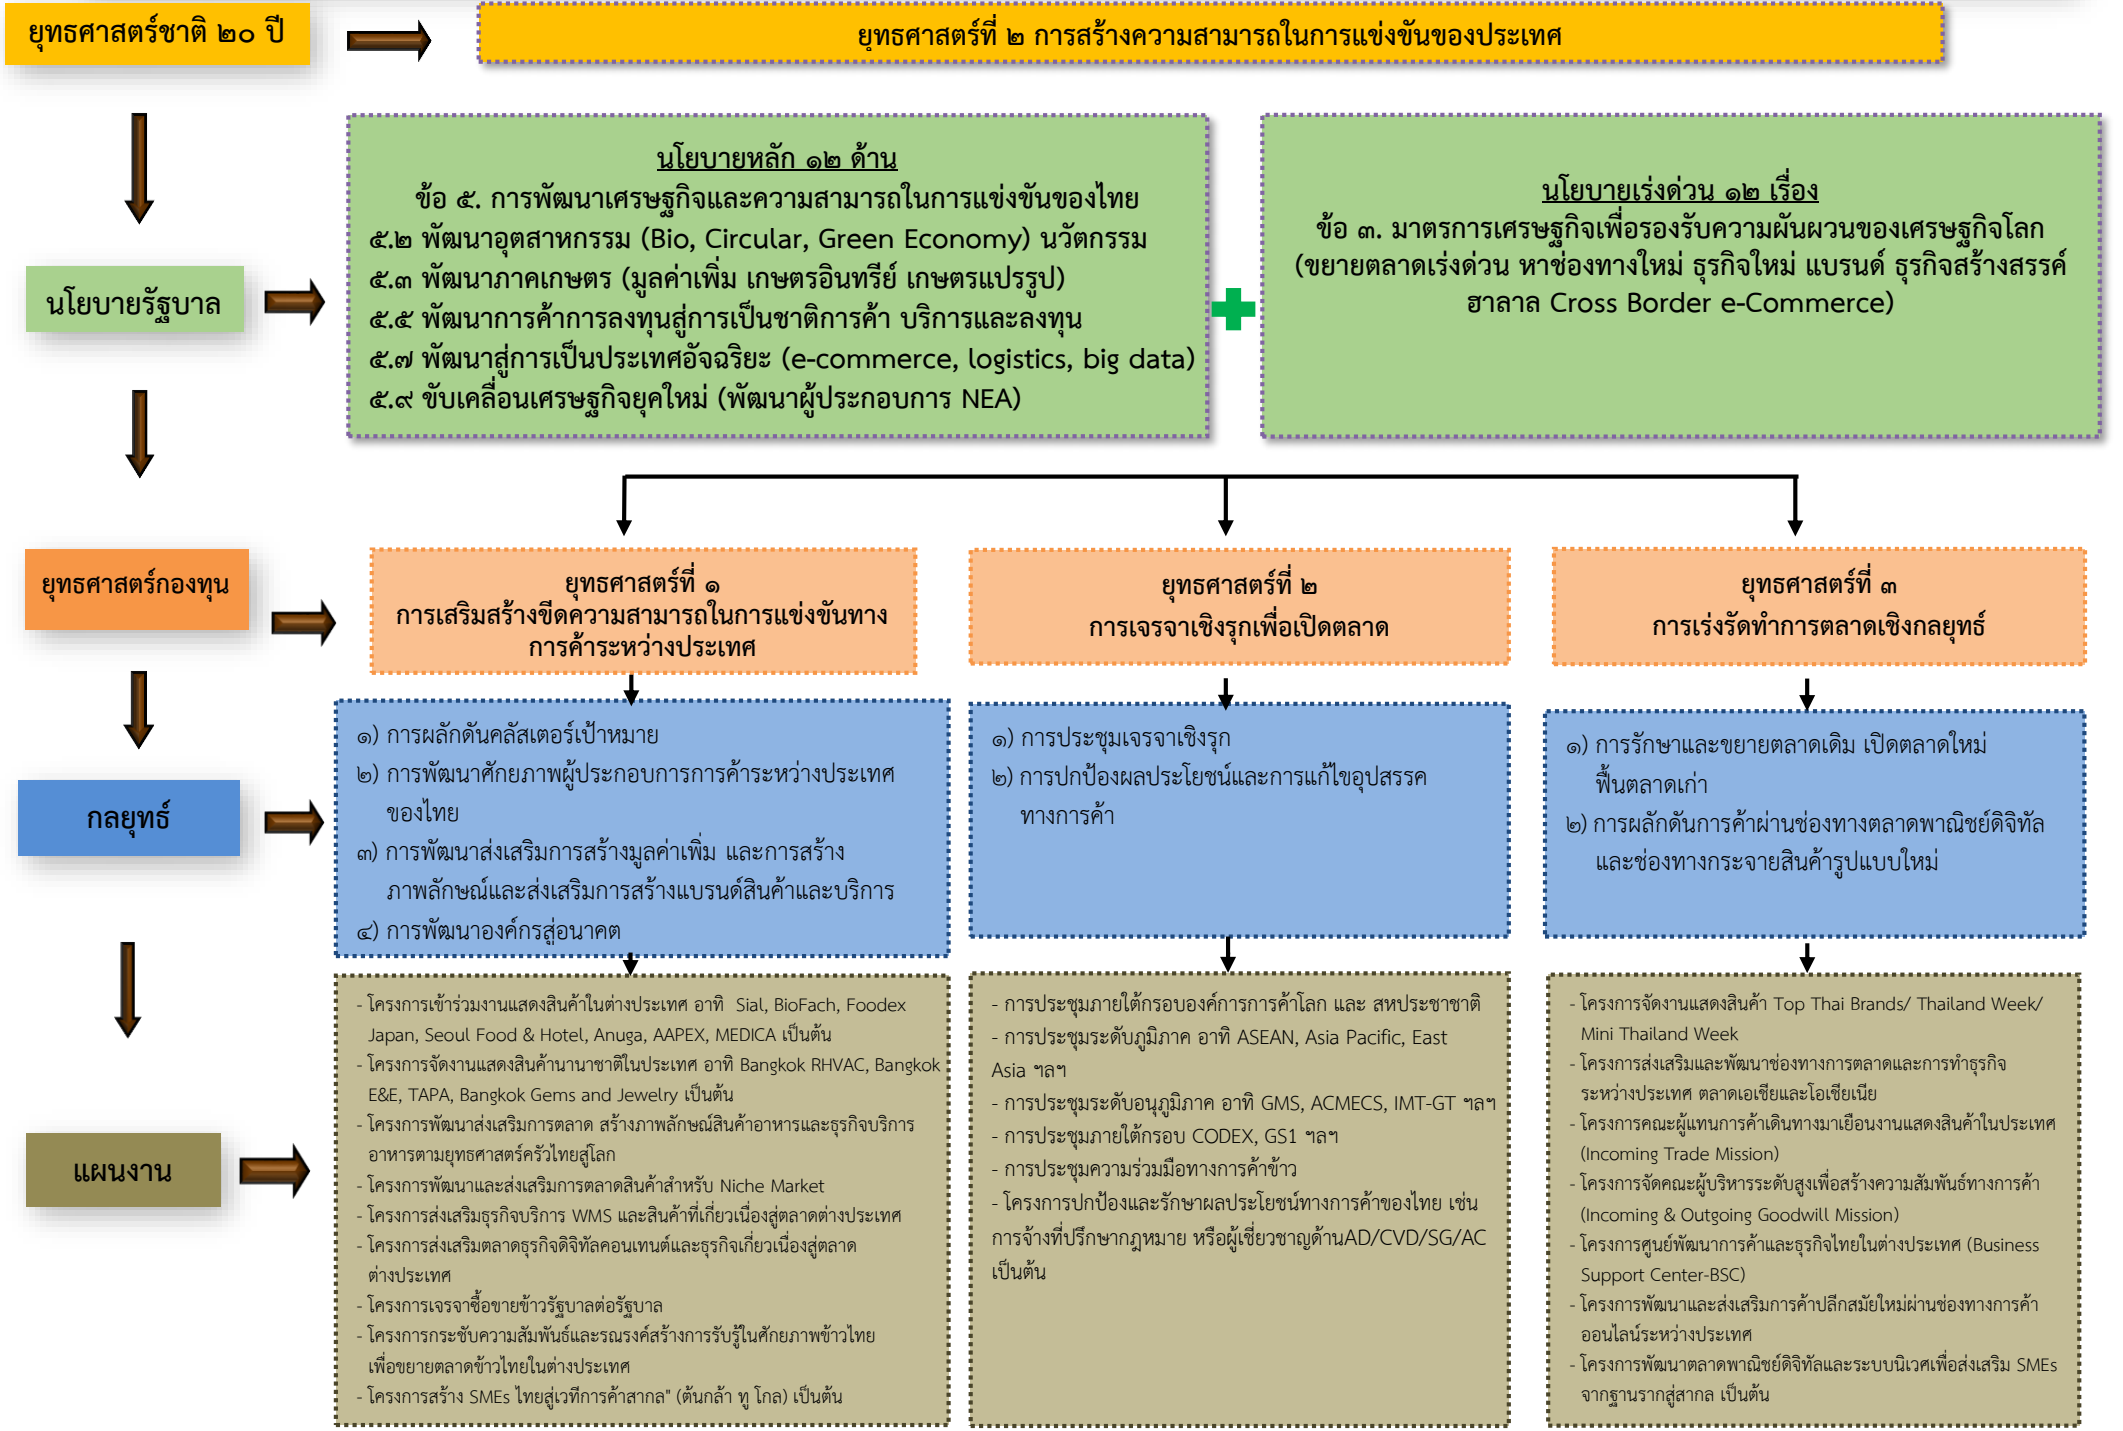 ยุทธศาสตร์ชาติ ๒๐ ปี
ยุทธศาสตร์ที่ ๒ การสร้างความสามารถในการแข่งขันของประเทศ
นโยบายรัฐบาล
นโยบายหลัก ๑๒ ด้าน
ข้อ ๕. การพัฒนาเศรษฐกิจและความสามารถในการแข่งขันของไทย
๕.๒ พัฒนาอุตสาหกรรม (Bio, Circular, Green Economy) นวัตกรรม
๕.๓ พัฒนาภาคเกษตร (มูลค่าเพิ่ม เกษตรอินทรีย์ เกษตรแปรรูป)
๕.๕ พัฒนาการค้าการลงทุนสู่การเป็นชาติการค้า บริการและลงทุน
๕.๗ พัฒนาสู่การเป็นประเทศอัจฉริยะ (e-commerce, logistics, big data)
๕.๙ ขับเคลื่อนเศรษฐกิจยุคใหม่ (พัฒนาผู้ประกอบการ NEA)
นโยบายเร่งด่วน ๑๒ เรื่อง
ข้อ ๓. มาตรการเศรษฐกิจเพื่อรองรับความผันผวนของเศรษฐกิจโลก
(ขยายตลาดเร่งด่วน หาช่องทางใหม่ ธุรกิจใหม่ แบรนด์ ธุรกิจสร้างสรรค์
ฮาลาล Cross Border e-Commerce)
ยุทธศาสตร์กองทุน
ยุทธศาสตร์ที่ ๑
การเสริมสร้างขีดความสามารถในการแข่งขันทาง
การค้าระหว่างประเทศ
ยุทธศาสตร์ที่ ๒
การเจรจาเชิงรุกเพื่อเปิดตลาด
ยุทธศาสตร์ที่ ๓
การเร่งรัดทำการตลาดเชิงกลยุทธ์
กลยุทธ์
๑) การผลักดันคลัสเตอร์เป้าหมาย
๒) การพัฒนาศักยภาพผู้ประกอบการการค้าระหว่างประเทศ
ของไทย
๓) การพัฒนาส่งเสริมการสร้างมูลค่าเพิ่ม และการสร้าง
ภาพลักษณ์และส่งเสริมการสร้างแบรนด์สินค้าและบริการ
๔) การพัฒนาองค์กรสู่อนาคต
๑) การประชุมเจรจาเชิงรุก
๒) การปกป้องผลประโยชน์และการแก้ไขอุปสรรค
ทางการค้า
๑) การรักษาและขยายตลาดเดิม เปิดตลาดใหม่
ฟื้นตลาดเก่า
๒) การผลักดันการค้าผ่านช่องทางตลาดพาณิชย์ดิจิทัล
และช่องทางกระจายสินค้ารูปแบบใหม่
แผนงาน
- โครงการเข้าร่วมงานแสดงสินค้าในต่างประเทศ อาทิ Sial, BioFach, Foodex
Japan, Seoul Food & Hotel, Anuga, AAPEX, MEDICA เป็นต้น
- โครงการจัดงานแสดงสินค้านานาชาติในประเทศ อาทิ Bangkok RHVAC, Bangkok
E&E, TAPA, Bangkok Gems and Jewelry เป็นต้น
- โครงการพัฒนาส่งเสริมการตลาด สร้างภาพลักษณ์สินค้าอาหารและธุรกิจบริการ
อาหารตามยุทธศาสตร์ครัวไทยสู่โลก
- โครงการพัฒนาและส่งเสริมการตลาดสินค้าสำหรับ Niche Market
- โครงการส่งเสริมธุรกิจบริการ WMS และสินค้าที่เกี่ยวเนื่องสู่ตลาดต่างประเทศ
- โครงการส่งเสริมตลาดธุรกิจดิจิทัลคอนเทนต์และธุรกิจเกี่ยวเนื่องสู่ตลาด
ต่างประเทศ
- โครงการเจรจาซื้อขายข้าวรัฐบาลต่อรัฐบาล
- โครงการกระชับความสัมพันธ์และรณรงค์สร้างการรับรู้ในศักยภาพข้าวไทย
เพื่อขยายตลาดข้าวไทยในต่างประเทศ
- โครงการสร้าง SMEs ไทยสู่เวทีการค้าสากล" (ต้นกล้า ทู โกล) เป็นต้น
- การประชุมภายใต้กรอบองค์การการค้าโลก และ สหประชาชาติ
- การประชุมระดับภูมิภาค อาทิ ASEAN, Asia Pacific, East
Asia ฯลฯ
- การประชุมระดับอนุภูมิภาค อาทิ GMS, ACMECS, IMT-GT ฯลฯ
- การประชุมภายใต้กรอบ CODEX, GS1 ฯลฯ
- การประชุมความร่วมมือทางการค้าข้าว
- โครงการปกป้องและรักษาผลประโยชน์ทางการค้าของไทย เช่น
การจ้างที่ปรึกษากฎหมาย หรือผู้เชี่ยวชาญด้านAD/CVD/SG/AC
เป็นต้น
- โครงการจัดงานแสดงสินค้า Top Thai Brands/ Thailand Week/
Mini Thailand Week
- โครงการส่งเสริมและพัฒนาช่องทางการตลาดและการทำธุรกิจ
ระหว่างประเทศ ตลาดเอเชียและโอเชียเนีย
- โครงการคณะผู้แทนการค้าเดินทางมาเยือนงานแสดงสินค้าในประเทศ
(Incoming Trade Mission)
- โครงการจัดคณะผู้บริหารระดับสูงเพื่อสร้างความสัมพันธ์ทางการค้า
(Incoming & Outgoing Goodwill Mission)
- โครงการศูนย์พัฒนาการค้าและธุรกิจไทยในต่างประเทศ (Business
Support Center-BSC)
- โครงการพัฒนาและส่งเสริมการค้าปลีกสมัยใหม่ผ่านช่องทางการค้า
ออนไลน์ระหว่างประเทศ
- โครงการพัฒนาตลาดพาณิชย์ดิจิทัลและระบบนิเวศเพื่อส่งเสริม SMEs
จากฐานรากสู่สากล เป็นต้น